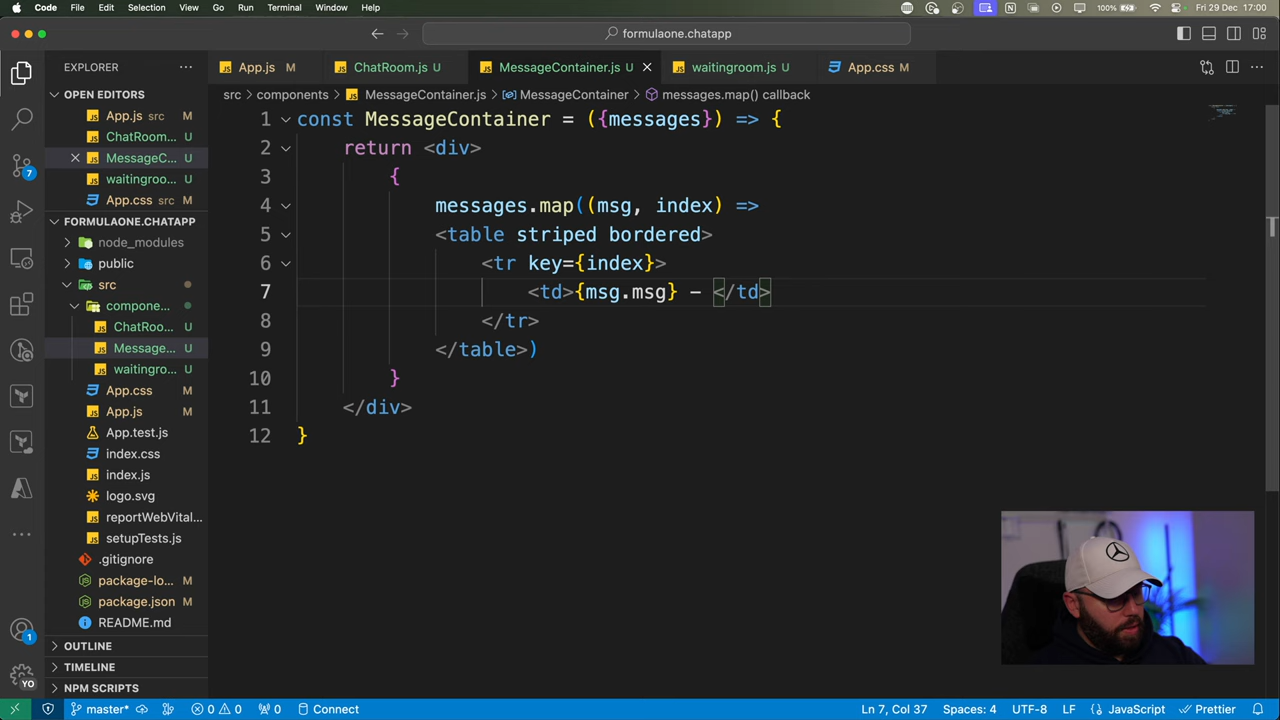 Code File Edit Selection View Go Run Terminal Window Help 100% Fri 29 Dec 17:00
formulaone.chatapp
EXPLORER
App.js M ChatRoom.js U MessageContainer.js U waitingroom.js U App.css M
OPEN EDITORS
src components MessageContainer.js MessageContainer messages.map() callback
App.js src M
ChatRoom... U
MessageC... U
waitingroo... U
App.css src M
FORMULAONE.CHATAPP
node_modules
public
src
compone...
ChatRoo... U
Message... U
waitingro... U
App.css M
App.js M
App.test.js
index.css
index.js
logo.svg
reportWebVital...
setupTests.js
.gitignore
package-lo... M
package.json M
README.md
OUTLINE
TIMELINE
NPM SCRIPTS
7
1
YO
1 const MessageContainer = ({messages}) => {
2 return <div>
3 {
4 messages.map((msg, index) =>
5 <table striped bordered>
6 <tr key={index}>
7 <td>{msg.msg} - </td>
8 </tr>
9 </table>)
10 }
11 </div>
12 }
master* 0 0 0 Connect Ln 7, Col 37 Spaces: 4 UTF-8 LF JavaScript Prettier